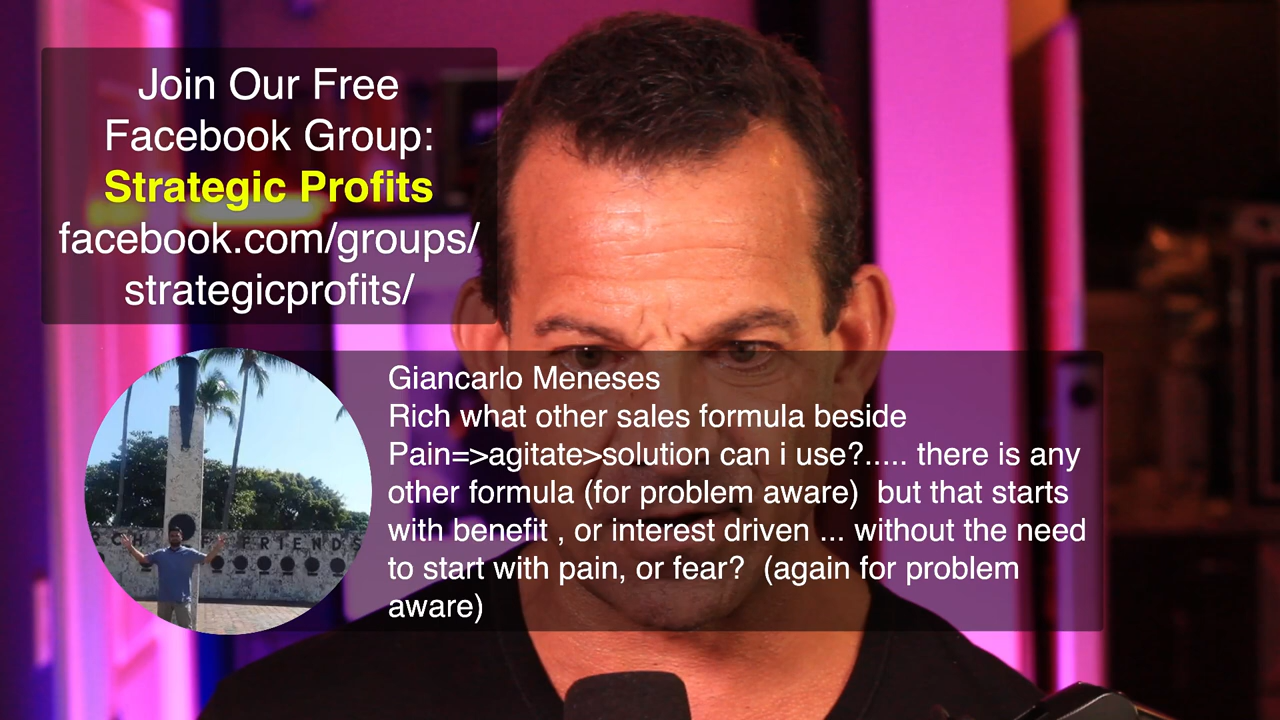 Join Our Free
Facebook Group:
Strategic Profits
facebook.com/groups/
strategicprofits/
Giancarlo Meneses
Rich what other sales formula beside
Pain=>agitate>solution can i use?..... there is any
other formula (for problem aware)  but that starts
with benefit , or interest driven ... without the need
to start with pain, or fear?  (again for problem
aware)
FRIENDS